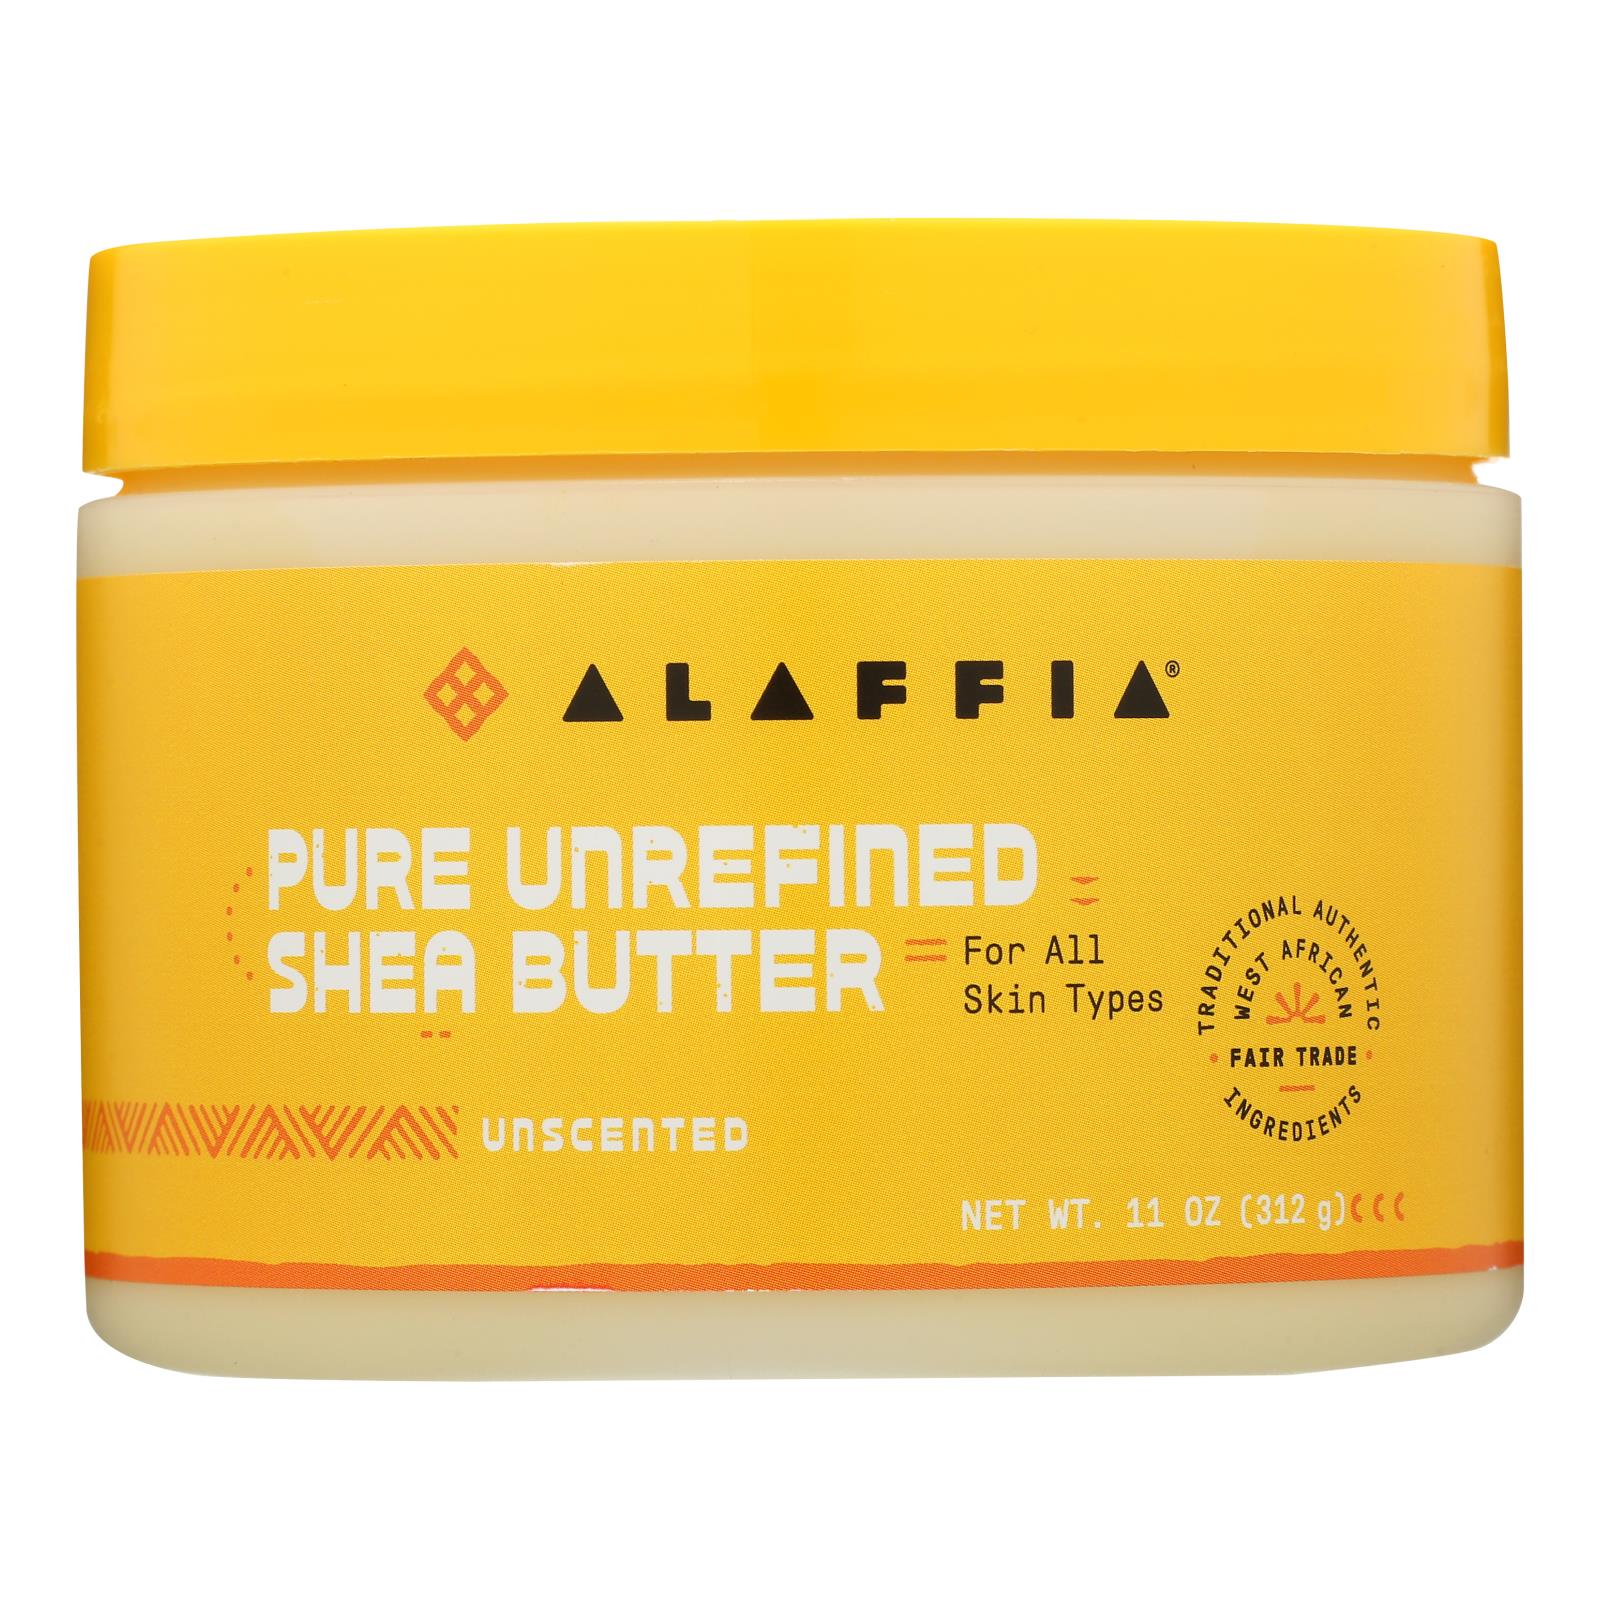 ALAFFIA®
PURE UNREFINED
SHEA BUTTER
For All
Skin Types
TRADITIONAL AUTHENTIC
WEST AFRICAN
FAIR TRADE
INGREDIENTS
UNSCENTED
NET WT. 11 OZ (312 g)